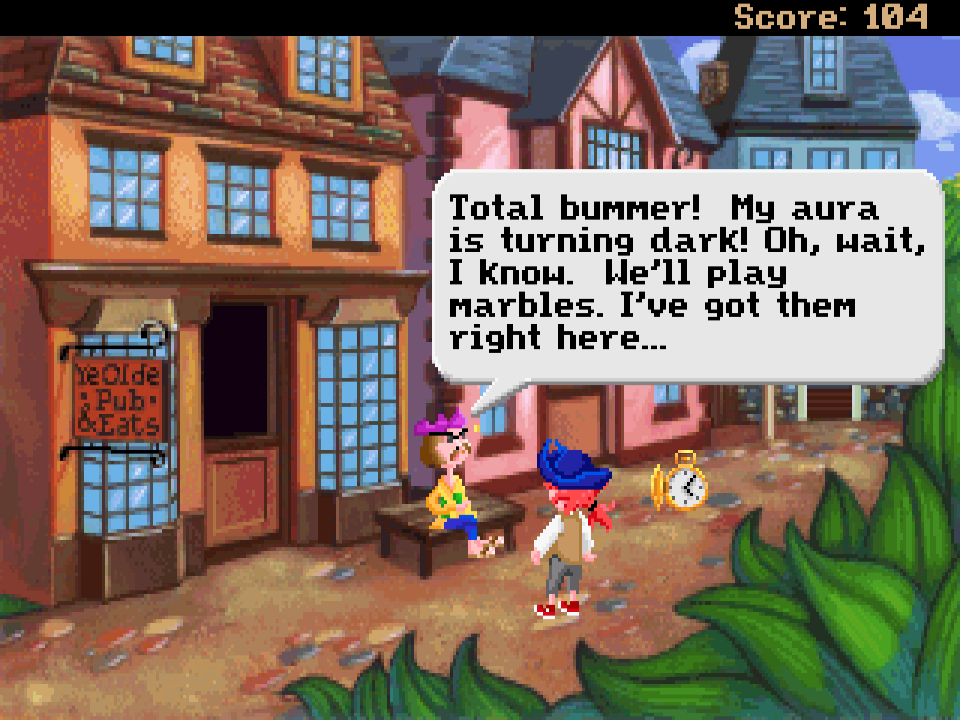 Score: 104
Total bummer!  My aura
is turning dark! Oh, wait,
I know.  We'll play
marbles. I've got them
right here...
Ye Olde
Pub
& Eats